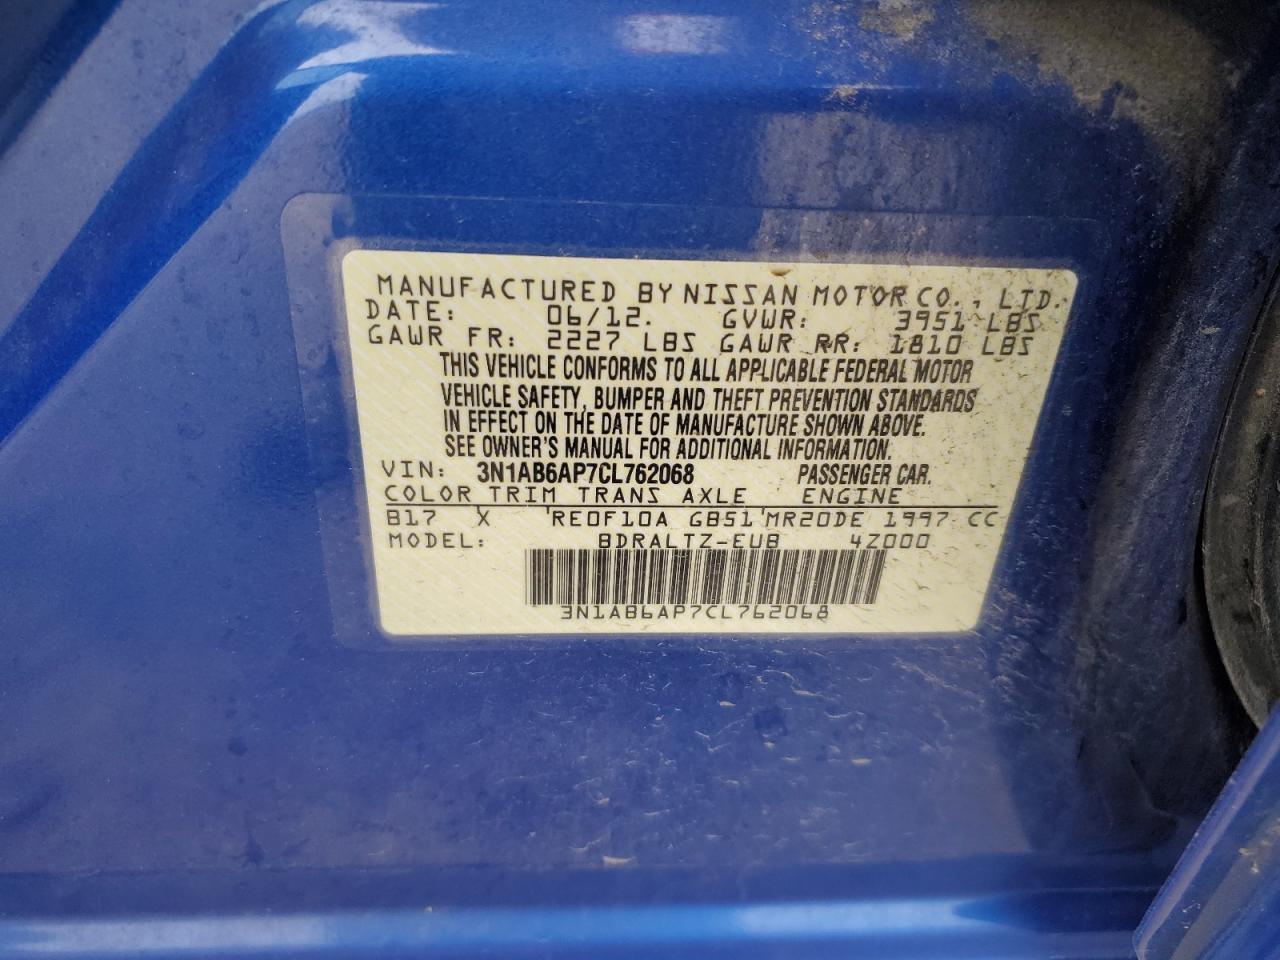 MANUFACTURED BY NISSAN MOTOR CO., LTD.
DATE: 06/12. GVWR: 3951 LBS
GAWR FR: 2227 LBS GAWR RR: 1810 LBS
THIS VEHICLE CONFORMS TO ALL APPLICABLE FEDERAL MOTOR
VEHICLE SAFETY, BUMPER AND THEFT PREVENTION STANDARDS
IN EFFECT ON THE DATE OF MANUFACTURE SHOWN ABOVE.
SEE OWNER'S MANUAL FOR ADDITIONAL INFORMATION.
VIN: 3N1AB6AP7CL762068 PASSENGER CAR.
COLOR TRIM TRANS AXLE ENGINE
B17 X 'RE0F10A GB51'MR20DE 1997 CC
MODEL: BDRALTZ-EUB 4Z000
3N1AB6AP7CL762068